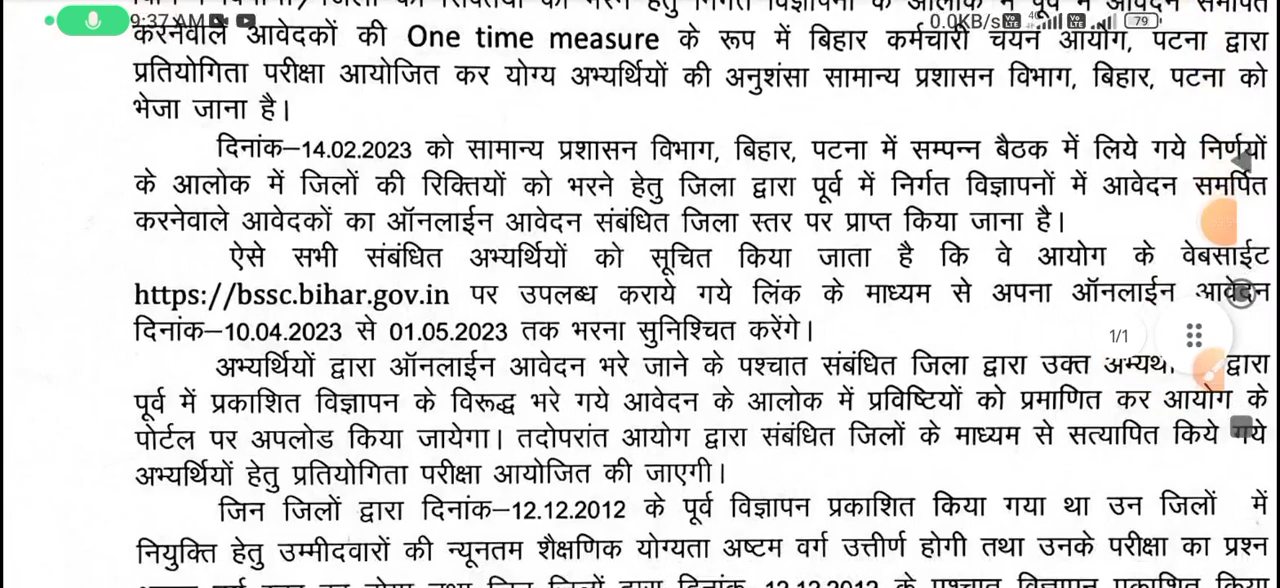 9:37 AM
0.0KB/s 79
करनेवाले आवेदकों की One time measure के रूप में बिहार कर्मचारी चयन आयोग, पटना द्वारा
प्रतियोगिता परीक्षा आयोजित कर योग्य अभ्यर्थियों की अनुशंसा सामान्य प्रशासन विभाग, बिहार, पटना को
भेजा जाना है।
दिनांक–14.02.2023 को सामान्य प्रशासन विभाग, बिहार, पटना में सम्पन्न बैठक में लिये गये निर्णयों
के आलोक में जिलों की रिक्तियों को भरने हेतु जिला द्वारा पूर्व में निर्गत विज्ञापनों में आवेदन समर्पित
करनेवाले आवेदकों का ऑनलाईन आवेदन संबंधित जिला स्तर पर प्राप्त किया जाना है।
ऐसे सभी संबंधित अभ्यर्थियों को सूचित किया जाता है कि वे आयोग के वेबसाईट
https://bssc.bihar.gov.in पर उपलब्ध कराये गये लिंक के माध्यम से अपना ऑनलाईन आवेदन
दिनांक–10.04.2023 से 01.05.2023 तक भरना सुनिश्चित करेंगे।
1/1
अभ्यर्थियों द्वारा ऑनलाईन आवेदन भरे जाने के पश्चात संबंधित जिला द्वारा उक्त द्वारा
पूर्व में प्रकाशित विज्ञापन के विरूद्ध भरे गये आवेदन के आलोक में प्रविष्टियों को प्रमाणित कर आयोग के
पोर्टल पर अपलोड किया जायेगा। तदोपरांत आयोग द्वारा संबंधित जिलों के माध्यम से सत्यापित किये गये
अभ्यर्थियों हेतु प्रतियोगिता परीक्षा आयोजित की जाएगी।
जिन जिलों द्वारा दिनांक–12.12.2012 के पूर्व विज्ञापन प्रकाशित किया गया था उन जिलों में
नियुक्ति हेतु उम्मीदवारों की न्यूनतम शैक्षणिक योग्यता अष्टम वर्ग उत्तीर्ण होगी तथा उनके परीक्षा का प्रश्न